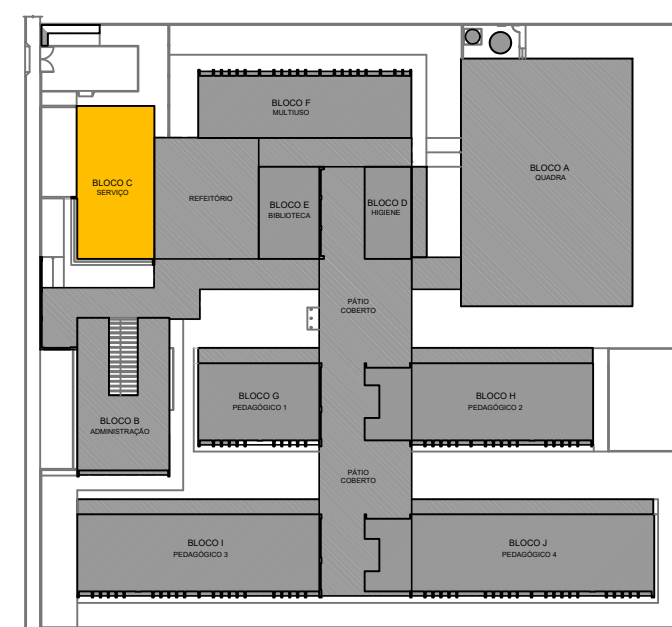 BLOCO F
MULTIUSO
BLOCO A
QUADRA
BLOCO C
SERVIÇO
REFEITÓRIO
BLOCO E
BIBLIOTECA
BLOCO D
HIGIENE
PÁTIO
COBERTO
BLOCO G
PEDAGÓGICO 1
BLOCO H
PEDAGÓGICO 2
BLOCO B
ADMINISTRAÇÃO
PÁTIO
COBERTO
BLOCO I
PEDAGÓGICO 3
BLOCO J
PEDAGÓGICO 4